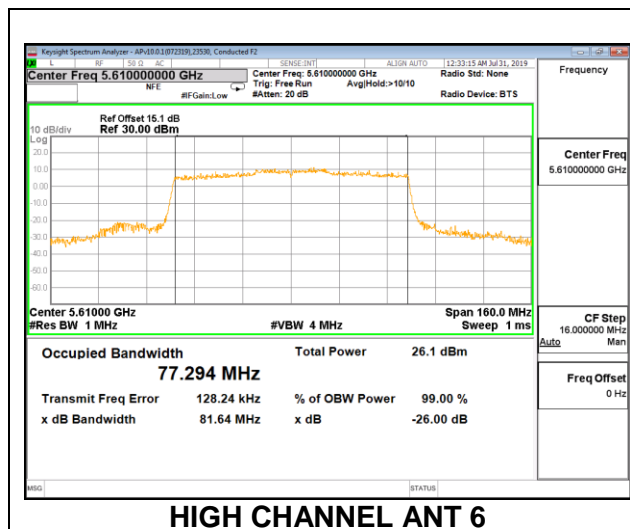 Keysight Spectrum Analyzer - APv10.0.1(072319),23530, Conducted F2
L RF 50 Ω AC SENSE:INT ALIGN AUTO 12:33:15 AM Jul 31, 2019
Center Freq 5.610000000 GHz Center Freq: 5.610000000 GHz Radio Std: None Frequency
NFE Trig: Free Run Avg|Hold:>10/10
#IFGain:Low #Atten: 20 dB Radio Device: BTS
Ref Offset 15.1 dB
10 dB/div Ref 30.00 dBm
Log
20.0
Center Freq
5.610000000 GHz
10.0
0.00
-10.0
-20.0
-30.0
-40.0
-50.0
-60.0
Center 5.61000 GHz Span 160.0 MHz
#Res BW 1 MHz #VBW 4 MHz Sweep 1 ms
CF Step
16.000000 MHz
Auto Man
Occupied Bandwidth Total Power 26.1 dBm
77.294 MHz
Freq Offset
0 Hz
Transmit Freq Error 128.24 kHz % of OBW Power 99.00 %
x dB Bandwidth 81.64 MHz x dB -26.00 dB
MSG STATUS
HIGH CHANNEL ANT 6